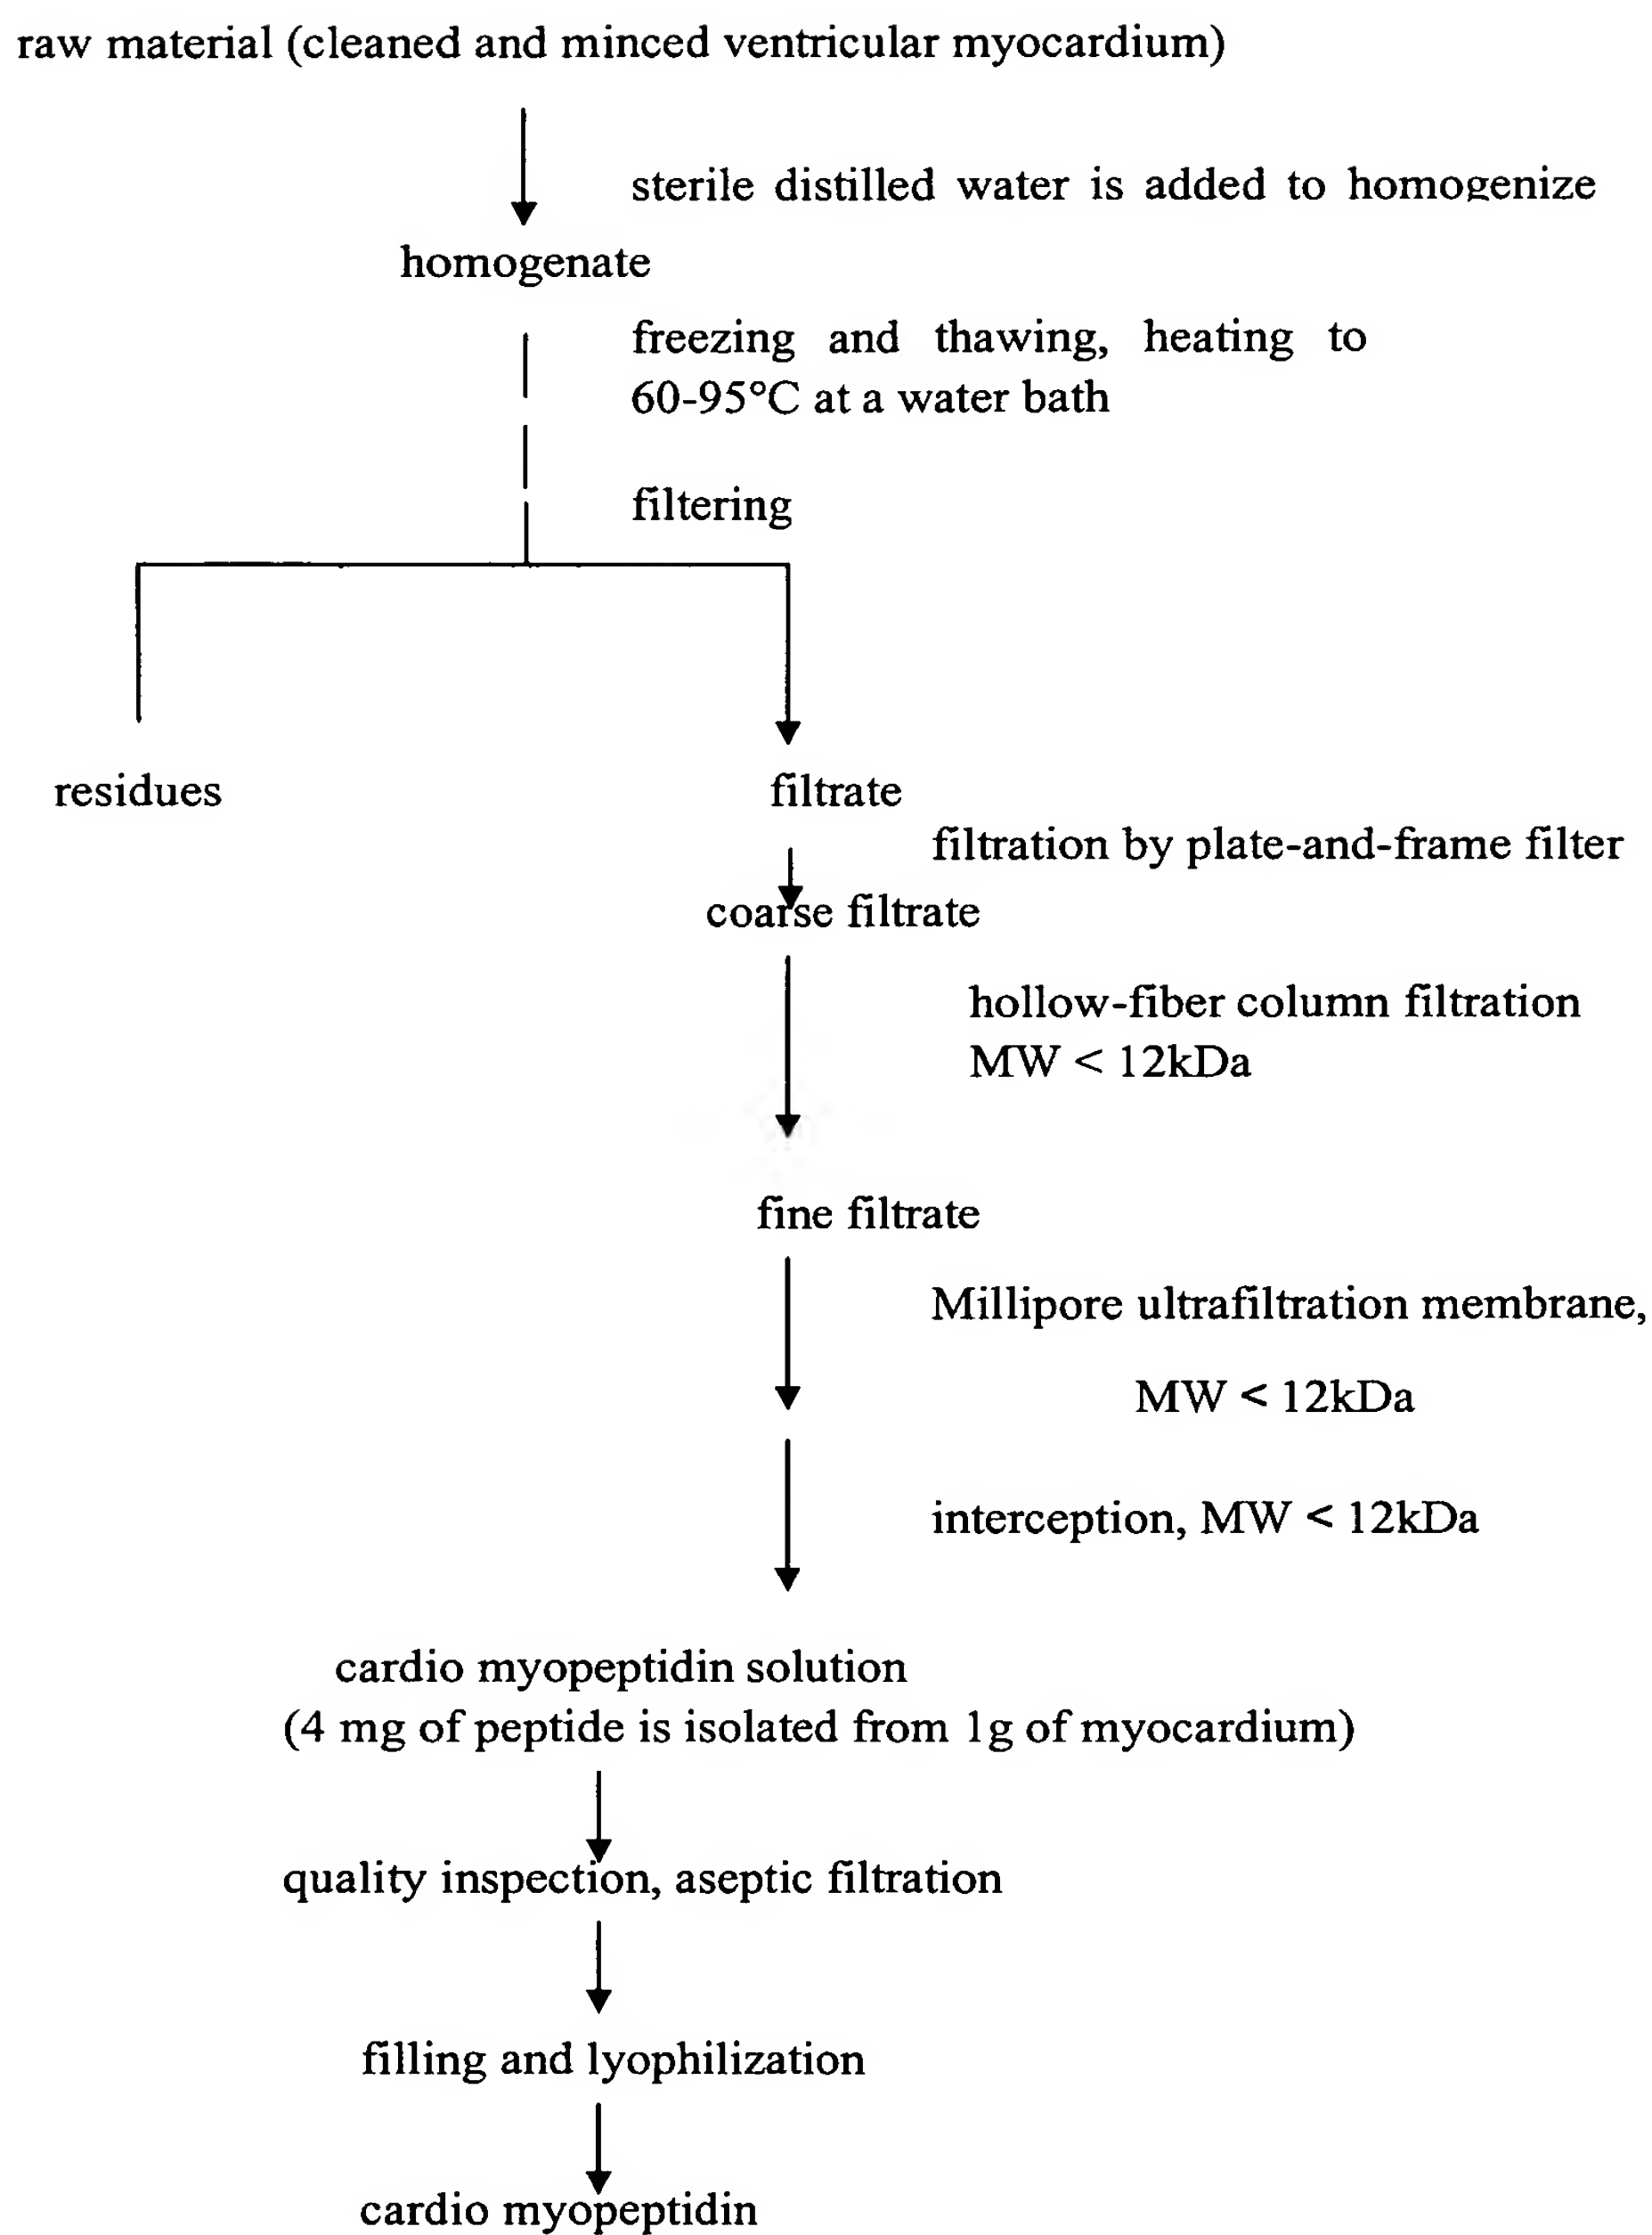 raw material (cleaned and minced ventricular myocardium)
sterile distilled water is added to homogenize
homogenate
freezing and thawing, heating to
60-95°C at a water bath
filtering
residues
filtrate
filtration by plate-and-frame filter
coarse filtrate
hollow-fiber column filtration
MW < 12kDa
fine filtrate
Millipore ultrafiltration membrane,
MW < 12kDa
interception, MW < 12kDa
cardio myopeptidin solution
(4 mg of peptide is isolated from 1g of myocardium)
quality inspection, aseptic filtration
filling and lyophilization
cardio myopeptidin